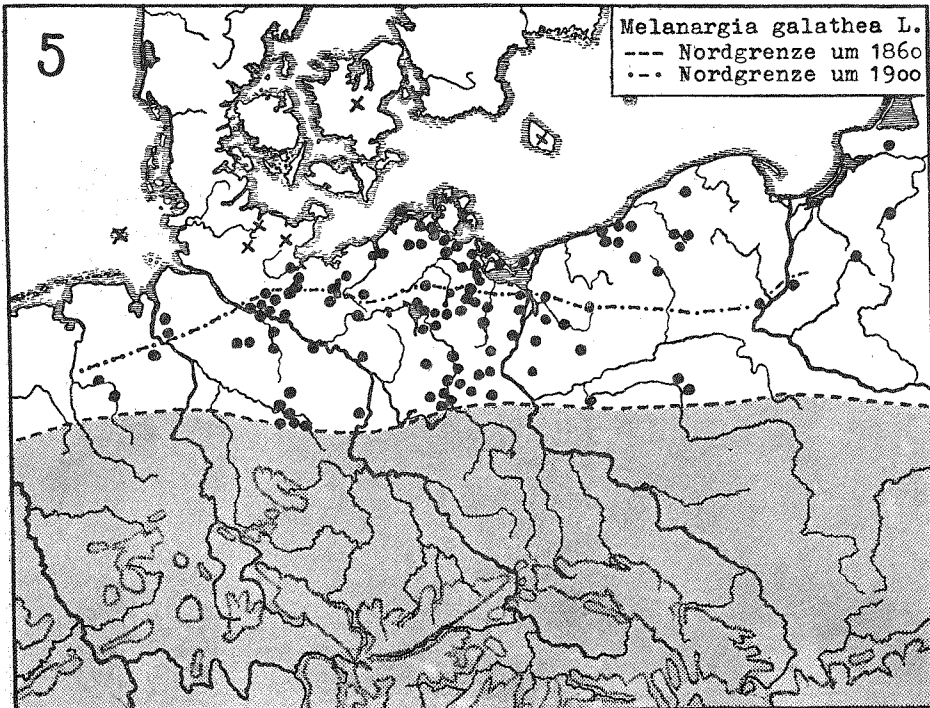 5
Melanargia galathea L.
--- Nordgrenze um 1860
·-·- Nordgrenze um 1900